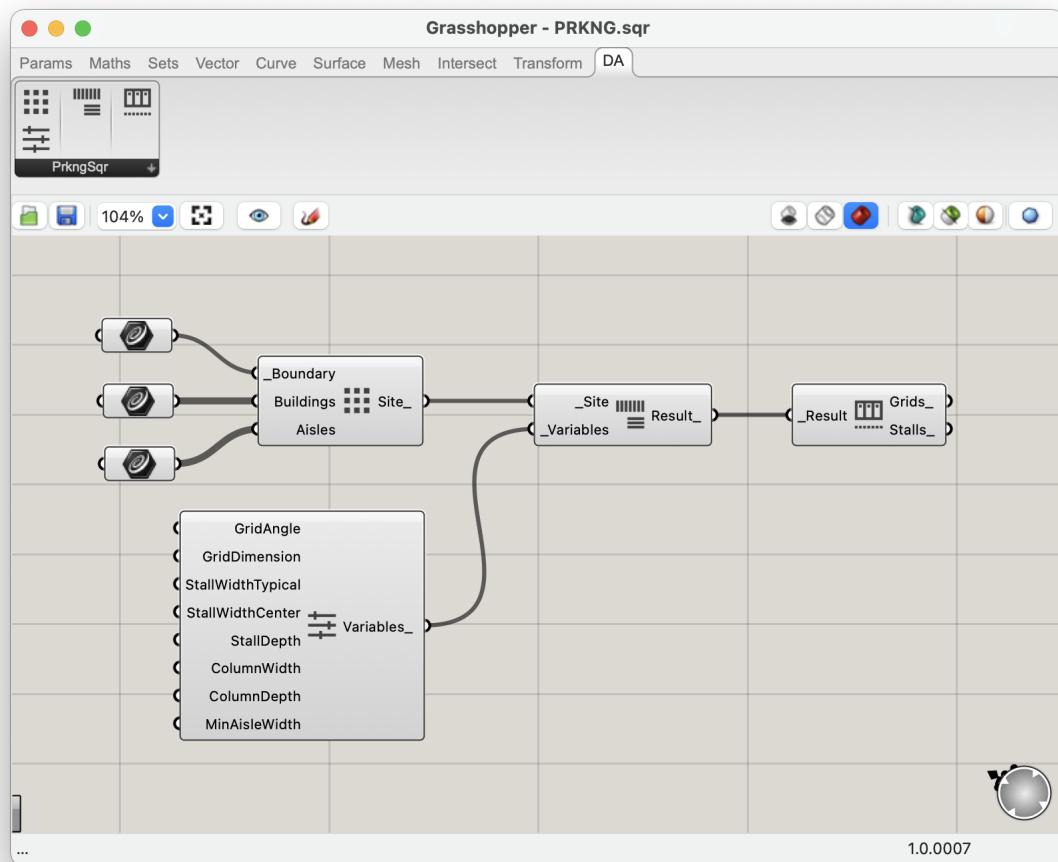 Grasshopper - PRKNG.sqr
Params Maths Sets Vector Curve Surface Mesh Intersect Transform DA
PrkngSqr
104%
_Boundary
Buildings Site_
Aisles
_Site
_Variables Result_
_Result Grids_
Stalls_
GridAngle
GridDimension
StallWidthTypical
StallWidthCenter
Variables_
StallDepth
ColumnWidth
ColumnDepth
MinAisleWidth
... 1.0.0007